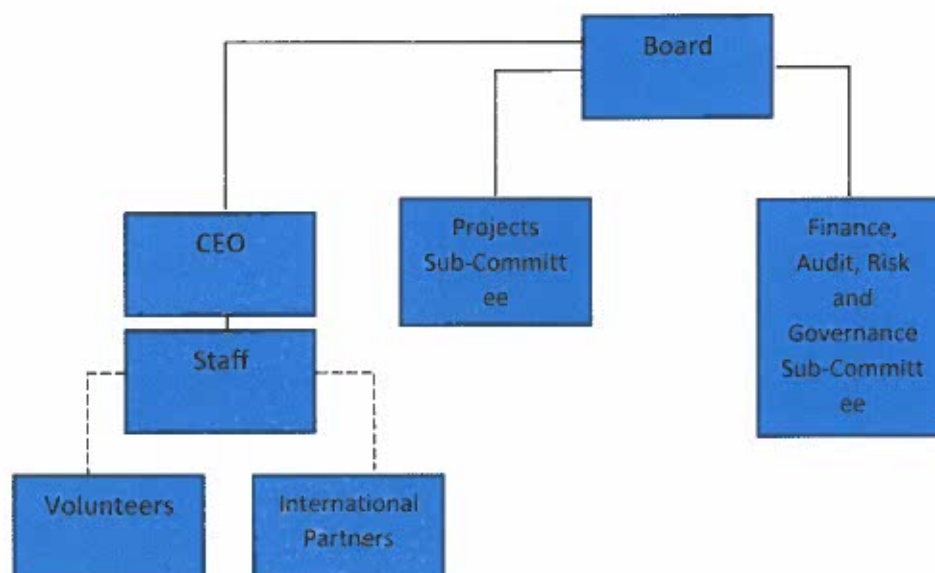 Board
CEO
Projects
Sub-Committ
ee
Finance,
Audit, Risk
and
Governance
Sub-Committ
ee
Staff
Volunteers
International
Partners